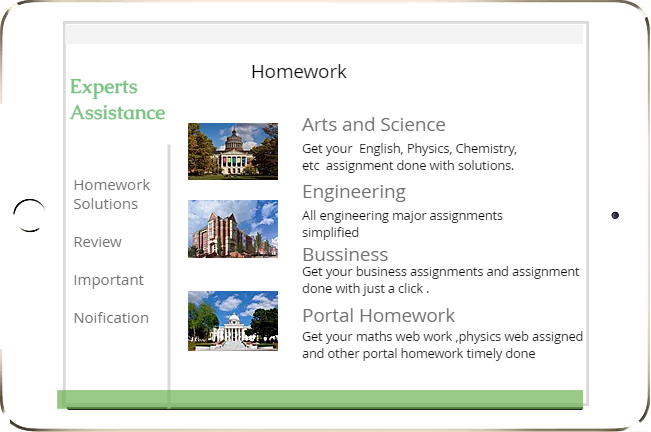 Homework
Experts
Assistance
Homework
Solutions
Review
Important
Noification
Arts and Science
Get your English, Physics, Chemistry,
etc assignment done with solutions.
Engineering
All engineering major assignments
simplified
Bussiness
Get your business assignments and assignment
done with just a click .
Portal Homework
Get your maths web work ,physics web assigned
and other portal homework timely done